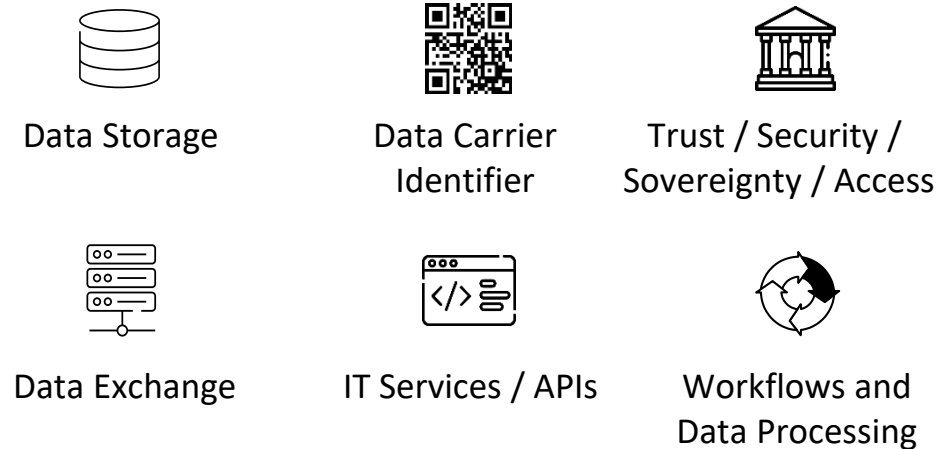 Data Storage
Data Carrier
Identifier
Trust / Security /
Sovereignty / Access
</>
Data Exchange
IT Services / APIs
Workflows and
Data Processing